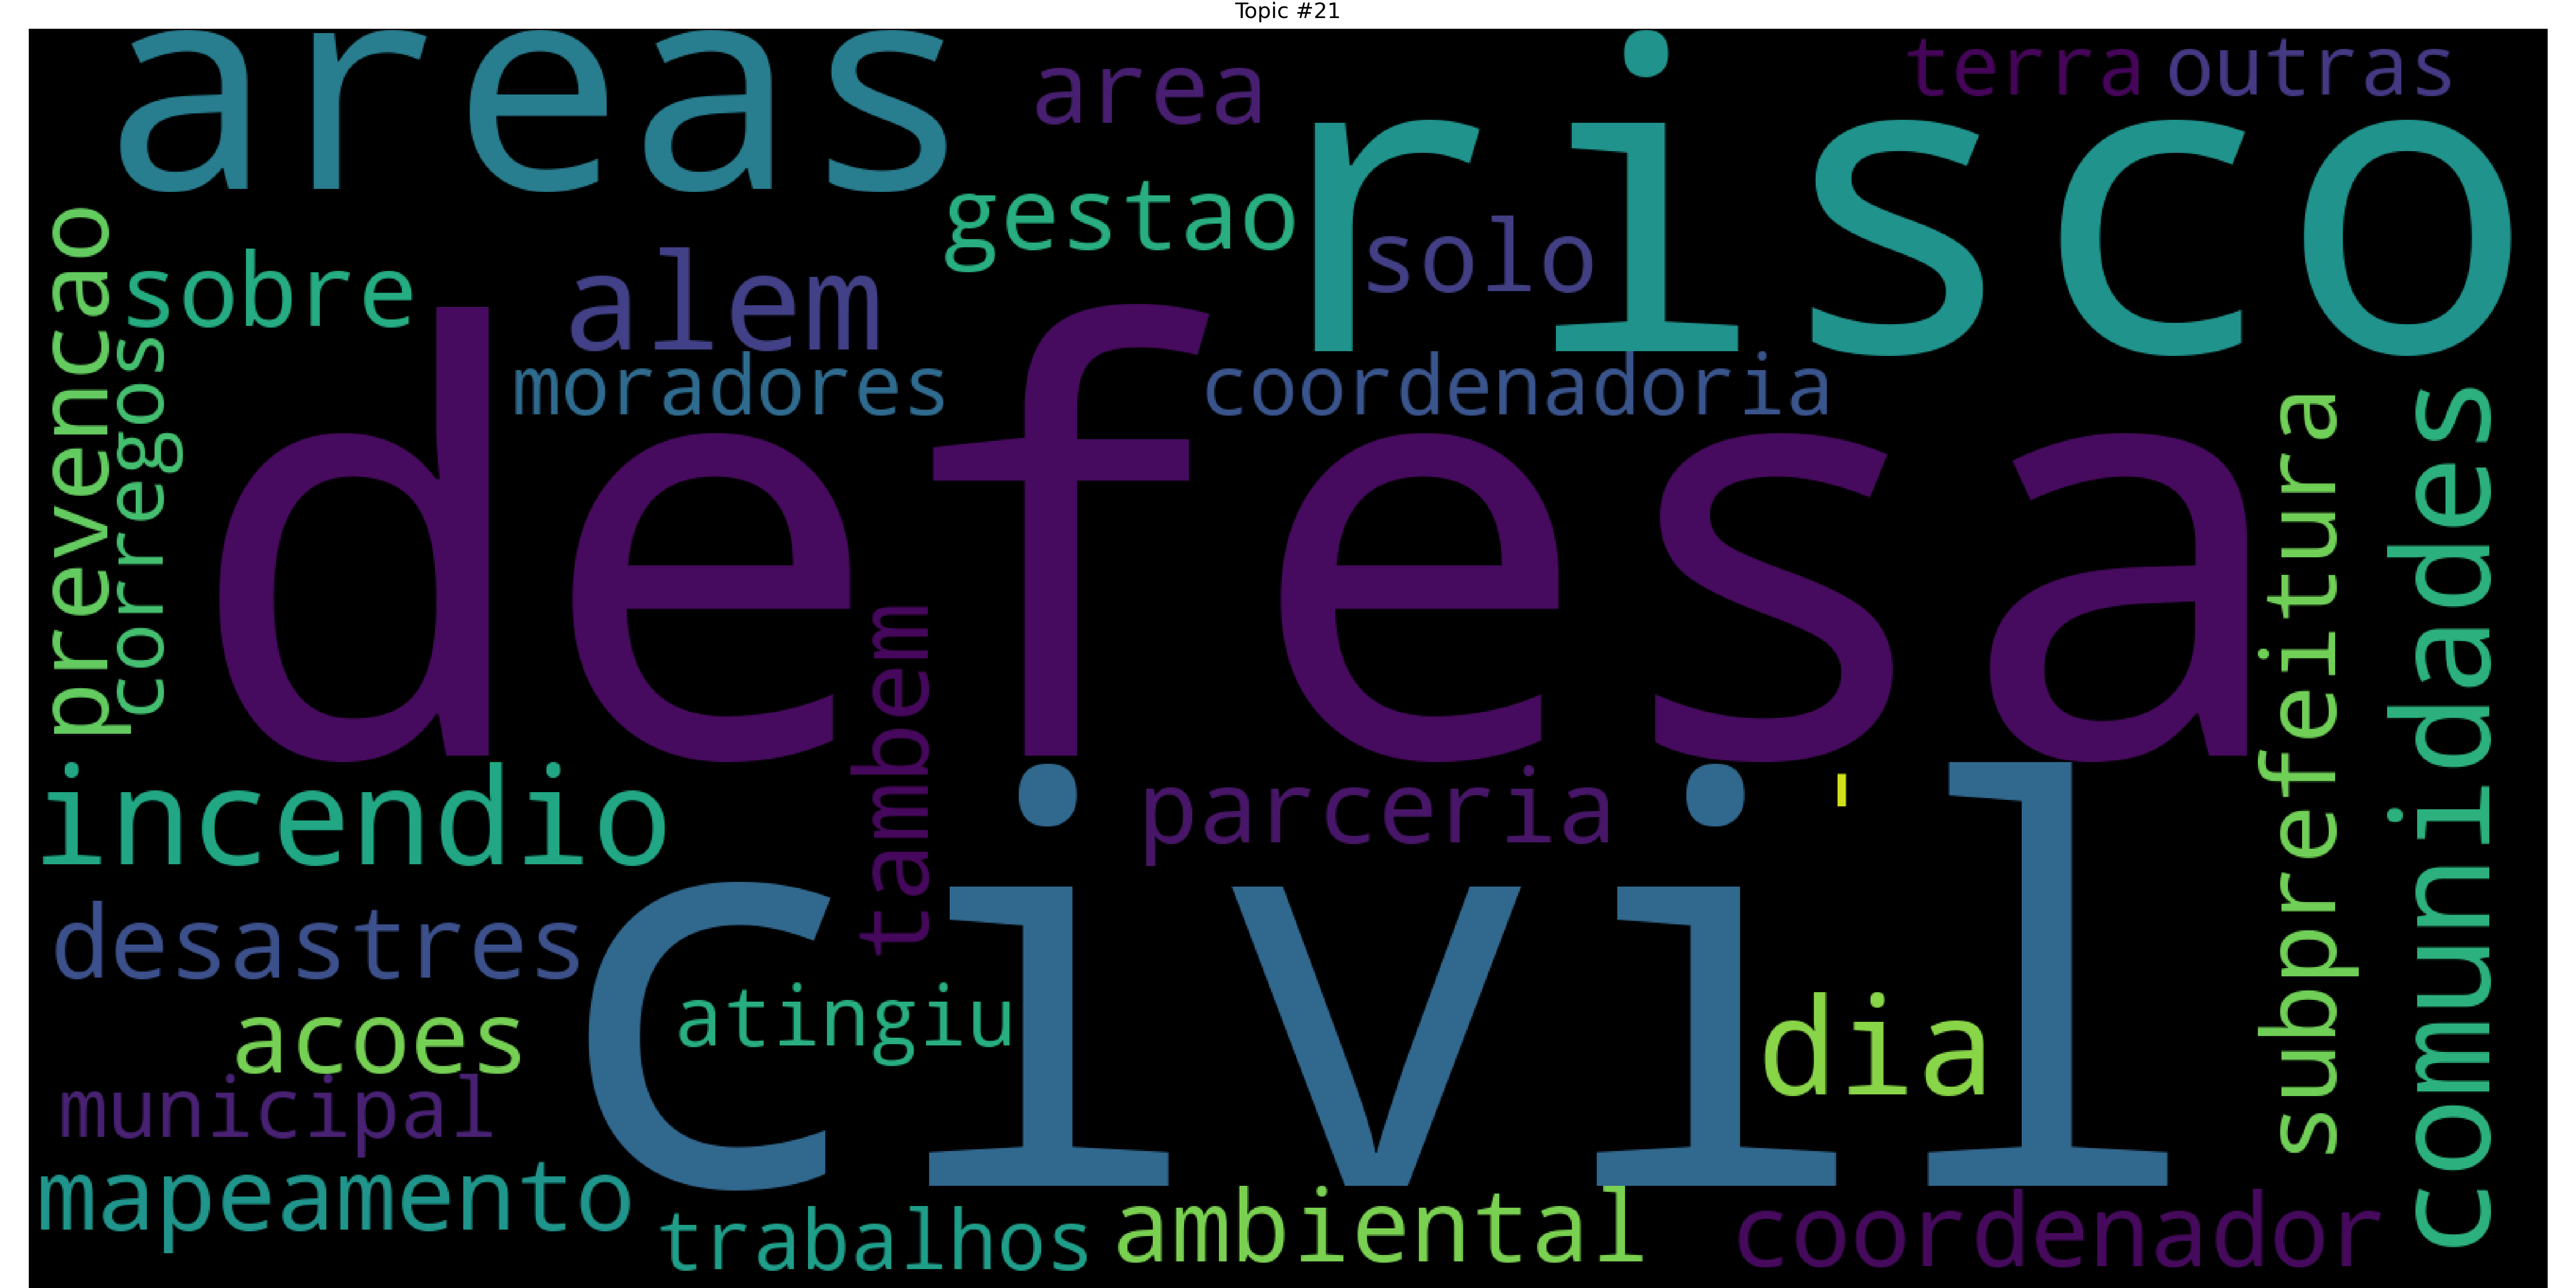 Topic #21
areas
area
terra
outras
risco
gestao
solo
prevencao
sobre
alem
corregos
moradores
coordenadoria
defesa
subprefeitura
comunidades
tambem
incendio
parceria
'
civil
desastres
atingiu
dia
acoes
municipal
mapeamento
trabalhos
ambiental
coordenador